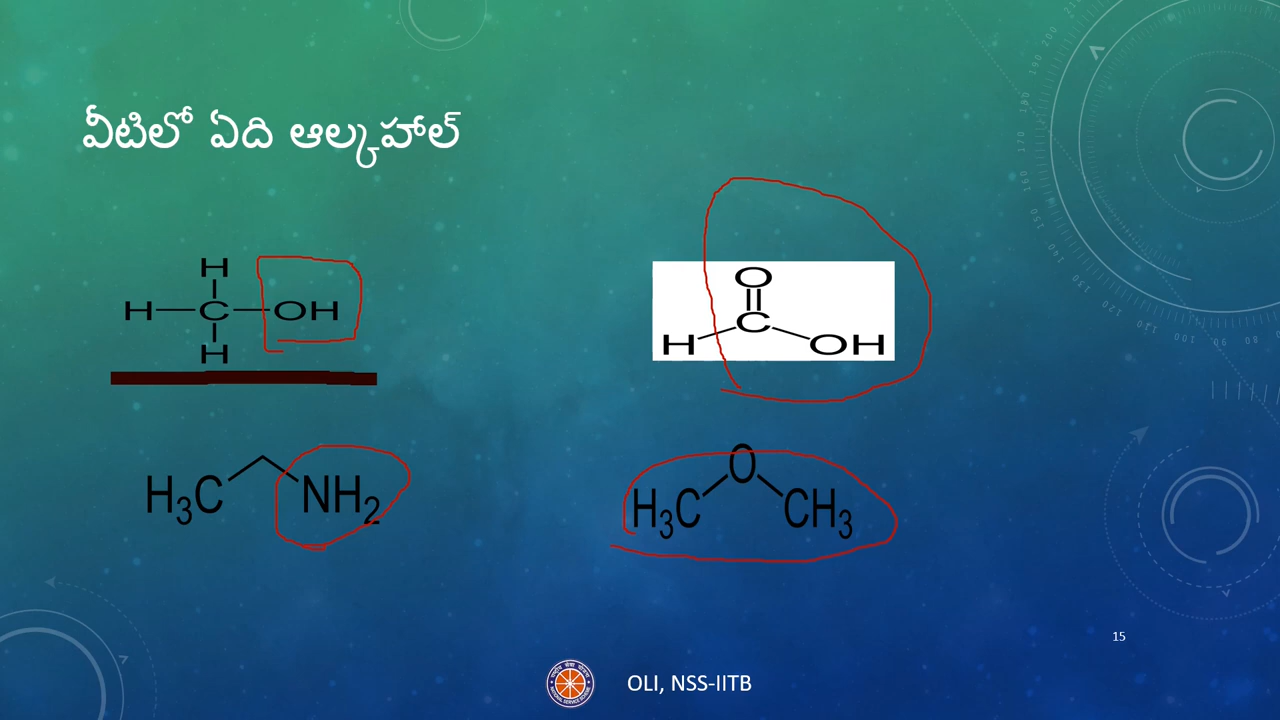 వీటిలో ఏది ఆల్కహాల్
H
H C OH
H
O
C
H OH
H3C NH2
O
H3C CH3
15
OLI, NSS-IITB